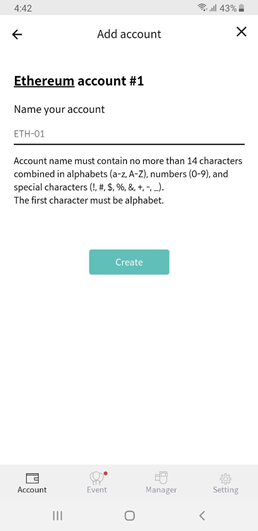 4:42
43%
Add account
Ethereum account #1
Name your account
ETH-01
Account name must contain no more than 14 characters
combined in alphabets (a-z, A-Z), numbers (0-9), and
special characters (!, #, $, %, &, +, -, _).
The first character must be alphabet.
Create
Account Event Manager Setting